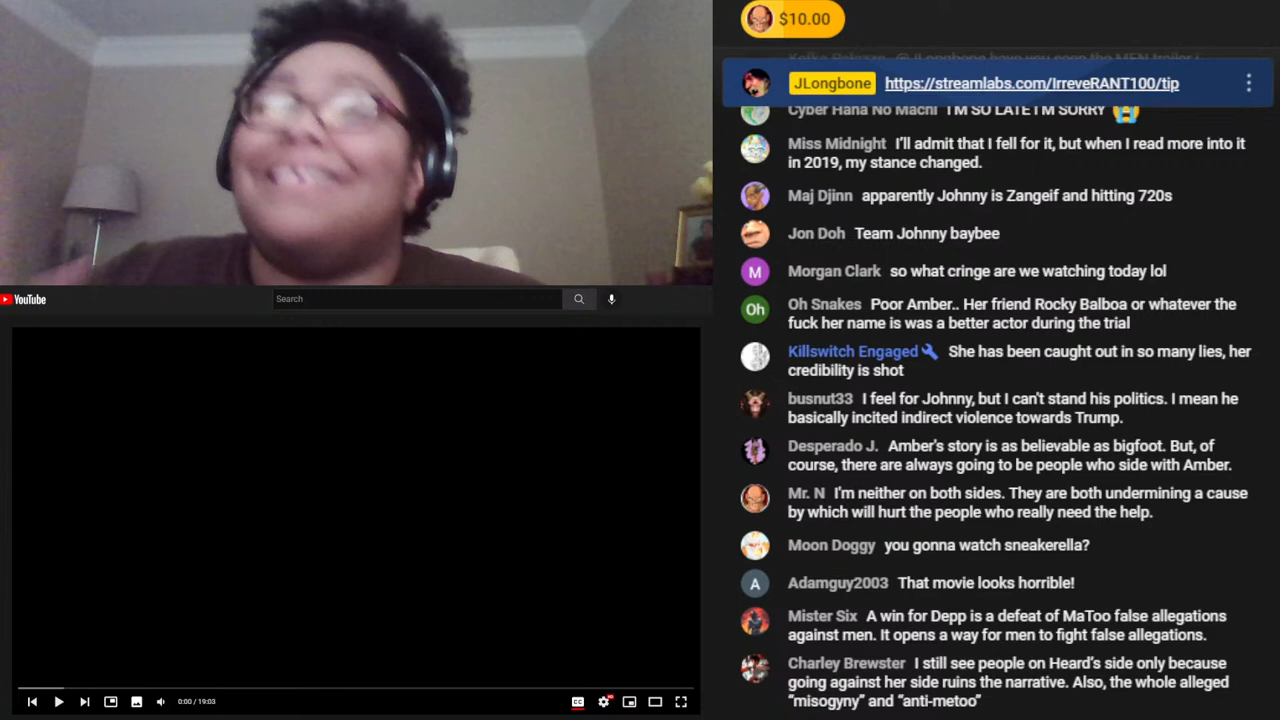 $10.00
JLongbone https://streamlabs.com/IrreveRANT100/tip
Cyber Hana No Machi I'M SO LATE I'M SORRY 😭
Miss Midnight I'll admit that I fell for it, but when I read more into it
in 2019, my stance changed.
Maj Djinn apparently Johnny is Zangeif and hitting 720s
Jon Doh Team Johnny baybee
M Morgan Clark so what cringe are we watching today lol
Oh Oh Snakes Poor Amber.. Her friend Rocky Balboa or whatever the
fuck her name is was a better actor during the trial
Killswitch Engaged She has been caught out in so many lies, her
credibility is shot
busnut33 I feel for Johnny, but I can't stand his politics. I mean he
basically incited indirect violence towards Trump.
Desperado J. Amber's story is as believable as bigfoot. But, of
course, there are always going to be people who side with Amber.
Mr. N I'm neither on both sides. They are both undermining a cause
by which will hurt the people who really need the help.
Moon Doggy you gonna watch sneakerella?
A Adamguy2003 That movie looks horrible!
Mister Six A win for Depp is a defeat of MaToo false allegations
against men. It opens a way for men to fight false allegations.
Charley Brewster I still see people on Heard's side only because
going against her side ruins the narrative. Also, the whole alleged
"misogyny" and "anti-metoo"
YouTube
Search
0:00 / 19:03
CC
HD